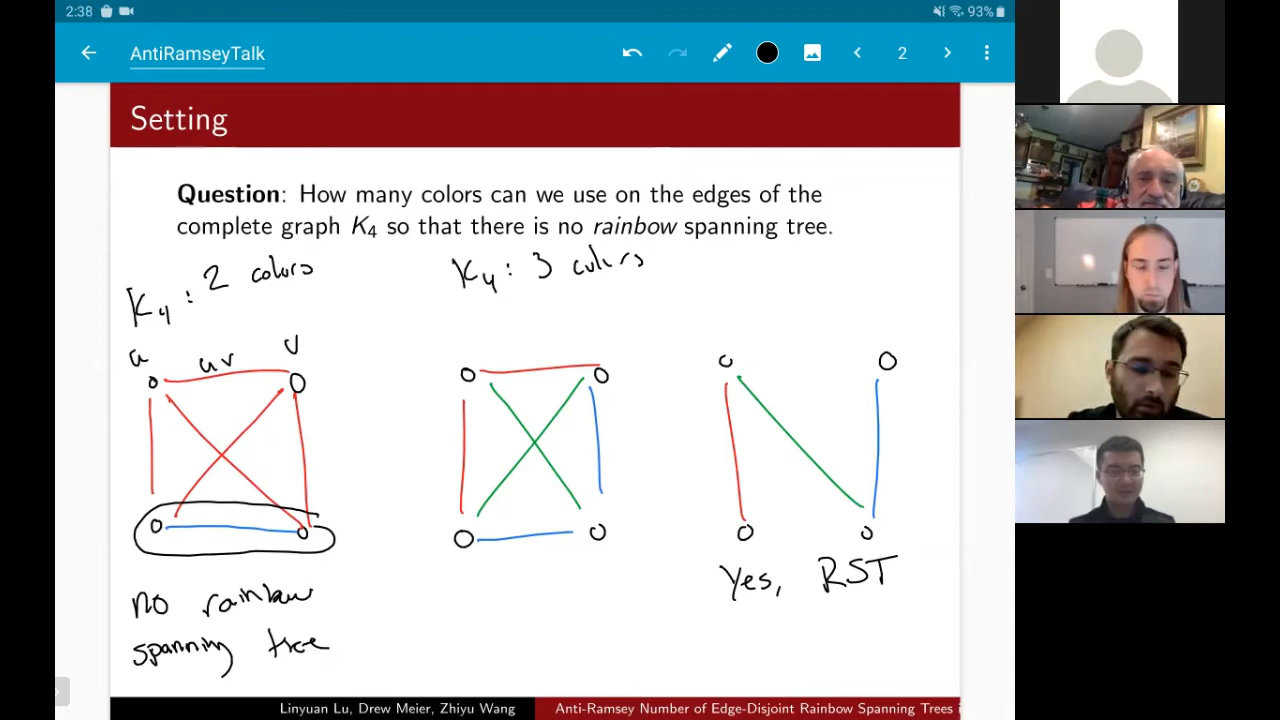 2:38
93%
AntiRamseyTalk
2
Setting
Question: How many colors can we use on the edges of the
complete graph K4 so that there is no rainbow spanning tree.
K4 : 2 colors
K4 : 3 colors
u
uv
v
no rainbow
spanning tree
Yes, RST
Linyuan Lu, Drew Meier, Zhiyu Wang
Anti-Ramsey Number of Edge-Disjoint Rainbow Spanning Trees i